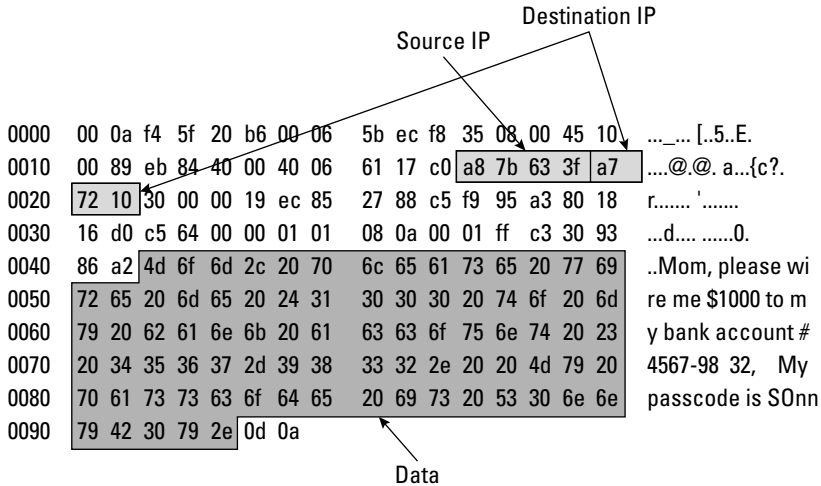 Destination IP
Source IP
0000 00 0a f4 5f 20 b6 00 06 5b ec f8 35 08 00 45 10 ..._... [..5..E.
0010 00 89 eb 84 40 00 40 06 61 17 c0 a8 7b 63 3f a7 ....@.@. a...{c?.
0020 72 10 30 00 00 19 ec 85 27 88 c5 f9 95 a3 80 18 r....... '.......
0030 16 d0 c5 64 00 00 01 01 08 0a 00 01 ff c3 30 93 ...d.... ......0.
0040 86 a2 4d 6f 6d 2c 20 70 6c 65 61 73 65 20 77 69 ..Mom, please wi
0050 72 65 20 6d 65 20 24 31 30 30 30 20 74 6f 20 6d re me $1000 to m
0060 79 20 62 61 6e 6b 20 61 63 63 6f 75 6e 74 20 23 y bank account #
0070 20 34 35 36 37 2d 39 38 33 32 2e 20 20 4d 79 20 4567-98 32, My
0080 70 61 73 73 63 6f 64 65 20 69 73 20 53 30 6e 6e passcode is SOnn
0090 79 42 30 79 2e 0d 0a
Data